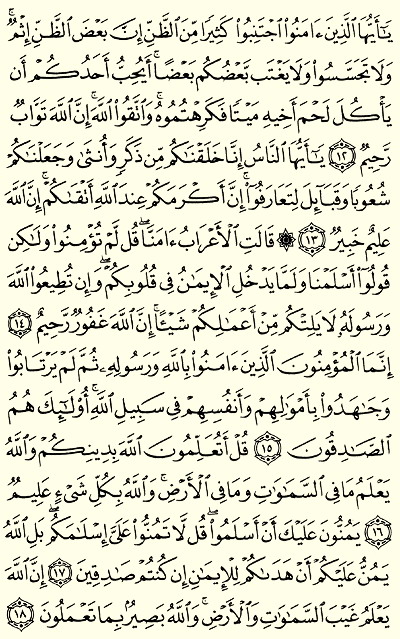 يَـٰٓأَيُّهَا ٱلَّذِينَ ءَامَنُوا۟ ٱجْتَنِبُوا۟ كَثِيرًا مِّنَ ٱلظَّنِّ إِنَّ بَعْضَ ٱلظَّنِّ إِثْمٌ ۖ
وَلَا تَجَسَّسُوا۟ وَلَا يَغْتَب بَّعْضُكُم بَعْضًا ۚ أَيُحِبُّ أَحَدُكُمْ أَن
يَأْكُلَ لَحْمَ أَخِيهِ مَيْتًا فَكَرِهْتُمُوهُ ۚ وَٱتَّقُوا۟ ٱللَّهَ ۚ إِنَّ ٱللَّهَ تَوَّابٌ
رَّحِيمٌ ١٢ يَـٰٓأَيُّهَا ٱلنَّاسُ إِنَّا خَلَقْنَـٰكُم مِّن ذَكَرٍ وَأُنثَىٰ وَجَعَلْنَـٰكُمْ
شُعُوبًا وَقَبَآئِلَ لِتَعَارَفُوٓا۟ ۚ إِنَّ أَكْرَمَكُمْ عِندَ ٱللَّهِ أَتْقَىٰكُمْ ۚ إِنَّ ٱللَّهَ
عَلِيمٌ خَبِيرٌ ١٣ ۞ قَالَتِ ٱلْأَعْرَابُ ءَامَنَّا ۖ قُل لَّمْ تُؤْمِنُوا۟ وَلَـٰكِن
قُولُوٓا۟ أَسْلَمْنَا وَلَمَّا يَدْخُلِ ٱلْإِيمَـٰنُ فِى قُلُوبِكُمْ ۖ وَإِن تُطِيعُوا۟ ٱللَّهَ
وَرَسُولَهُۥ لَا يَلِتْكُم مِّنْ أَعْمَـٰلِكُمْ شَيْـًٔا ۚ إِنَّ ٱللَّهَ غَفُورٌ رَّحِيمٌ ١٤
إِنَّمَا ٱلْمُؤْمِنُونَ ٱلَّذِينَ ءَامَنُوا۟ بِٱللَّهِ وَرَسُولِهِۦ ثُمَّ لَمْ يَرْتَابُوا۟
وَجَـٰهَدُوا۟ بِأَمْوَٰلِهِمْ وَأَنفُسِهِمْ فِى سَبِيلِ ٱللَّهِ ۚ أُو۟لَـٰٓئِكَ هُمُ
ٱلصَّـٰدِقُونَ ١٥ قُلْ أَتُعَلِّمُونَ ٱللَّهَ بِدِينِكُمْ وَٱللَّهُ
يَعْلَمُ مَا فِى ٱلسَّمَـٰوَٰتِ وَمَا فِى ٱلْأَرْضِ ۚ وَٱللَّهُ بِكُلِّ شَىْءٍ عَلِيمٌ
١٦ يَمُنُّونَ عَلَيْكَ أَنْ أَسْلَمُوا۟ ۖ قُل لَّا تَمُنُّوا۟ عَلَىَّ إِسْلَـٰمَكُم ۖ بَلِ ٱللَّهُ
يَمُنُّ عَلَيْكُمْ أَنْ هَدَىٰكُمْ لِلْإِيمَـٰنِ إِن كُنتُمْ صَـٰدِقِينَ ١٧ إِنَّ ٱللَّهَ
يَعْلَمُ غَيْبَ ٱلسَّمَـٰوَٰتِ وَٱلْأَرْضِ ۚ وَٱللَّهُ بَصِيرٌۢ بِمَا تَعْمَلُونَ ١٨